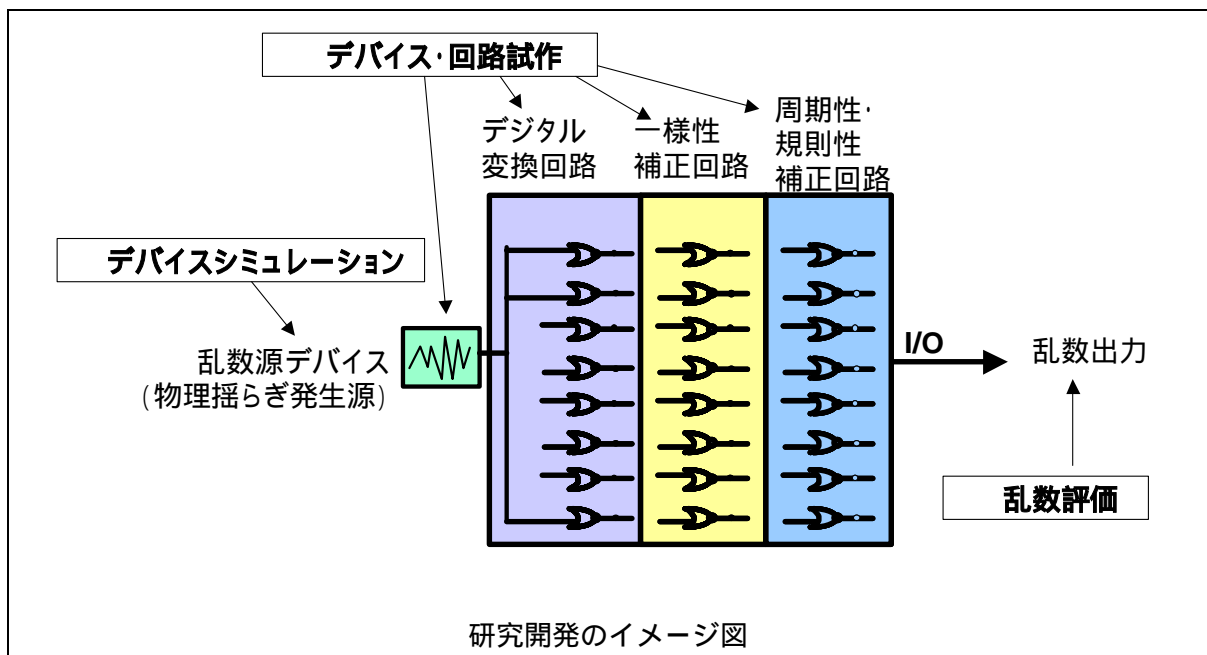 デバイス・回路試作
デジタル
変換回路
一様性
補正回路
周期性・
規則性
補正回路
デバイスシミュレーション
乱数源デバイス
(物理揺らぎ発生源)
I/O
乱数出力
乱数評価
研究開発のイメージ図